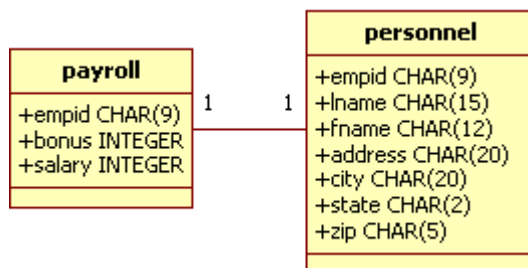 payroll
+empid CHAR(9)
+bonus INTEGER
+salary INTEGER
1 1
personnel
+empid CHAR(9)
+lname CHAR(15)
+fname CHAR(12)
+address CHAR(20)
+city CHAR(20)
+state CHAR(2)
+zip CHAR(5)